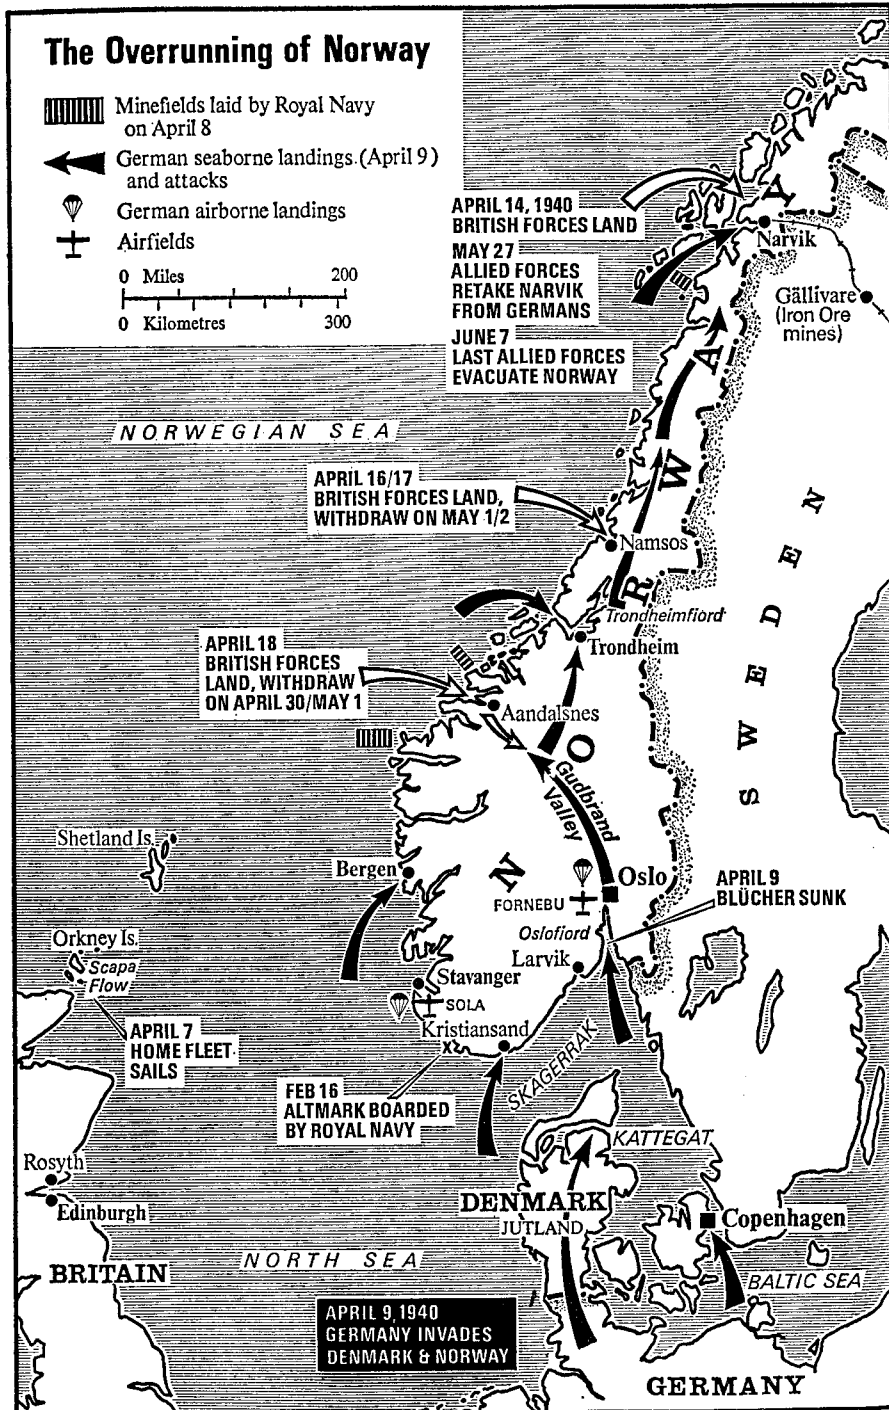 The Overrunning of Norway
Minefields laid by Royal Navy
on April 8
German seaborne landings (April 9)
and attacks
German airborne landings
Airfields
0 Miles 200
0 Kilometres 300
APRIL 14, 1940
BRITISH FORCES LAND
MAY 27
ALLIED FORCES
RETAKE NARVIK
FROM GERMANS
JUNE 7
LAST ALLIED FORCES
EVACUATE NORWAY
Narvik
Gällivare
(Iron Ore
mines)
NORWEGIAN SEA
NORWAY
SWEDEN
APRIL 16/17
BRITISH FORCES LAND,
WITHDRAW ON MAY 1/2
Namsos
Trondheimfiord
Trondheim
APRIL 18
BRITISH FORCES
LAND, WITHDRAW
ON APRIL 30/MAY 1
Aandalsnes
Gudbrand
Valley
Shetland Is.
Bergen
Oslo
FORNEBU
APRIL 9
BLÜCHER SUNK
Oslofiord
Orkney Is.
Scapa
Flow
Larvik
Stavanger
SOLA
Kristiansand
APRIL 7
HOME FLEET
SAILS
x
SKAGERRAK
FEB 16
ALTMARK BOARDED
BY ROYAL NAVY
KATTEGAT
Rosyth
Edinburgh
DENMARK
JUTLAND
Copenhagen
NORTH SEA
BRITAIN
BALTIC SEA
APRIL 9, 1940
GERMANY INVADES
DENMARK & NORWAY
GERMANY